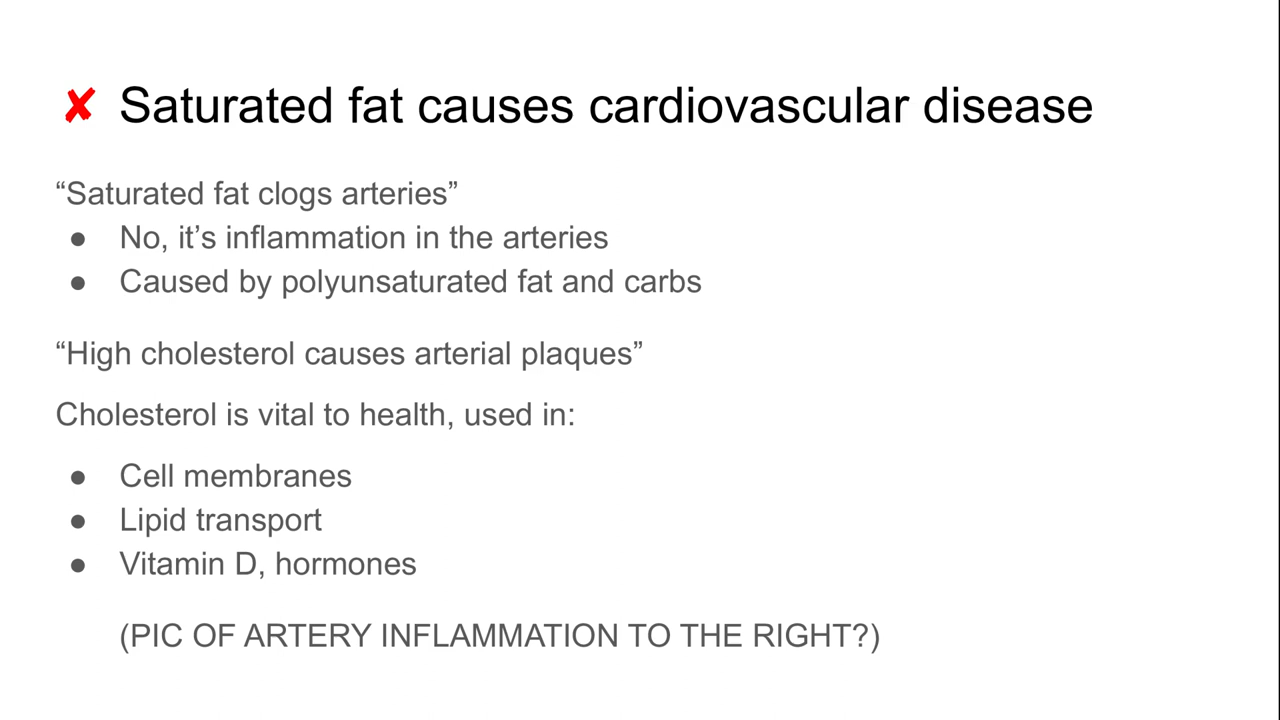 ✘ Saturated fat causes cardiovascular disease
“Saturated fat clogs arteries”
● No, it’s inflammation in the arteries
● Caused by polyunsaturated fat and carbs
“High cholesterol causes arterial plaques”
Cholesterol is vital to health, used in:
● Cell membranes
● Lipid transport
● Vitamin D, hormones
(PIC OF ARTERY INFLAMMATION TO THE RIGHT?)